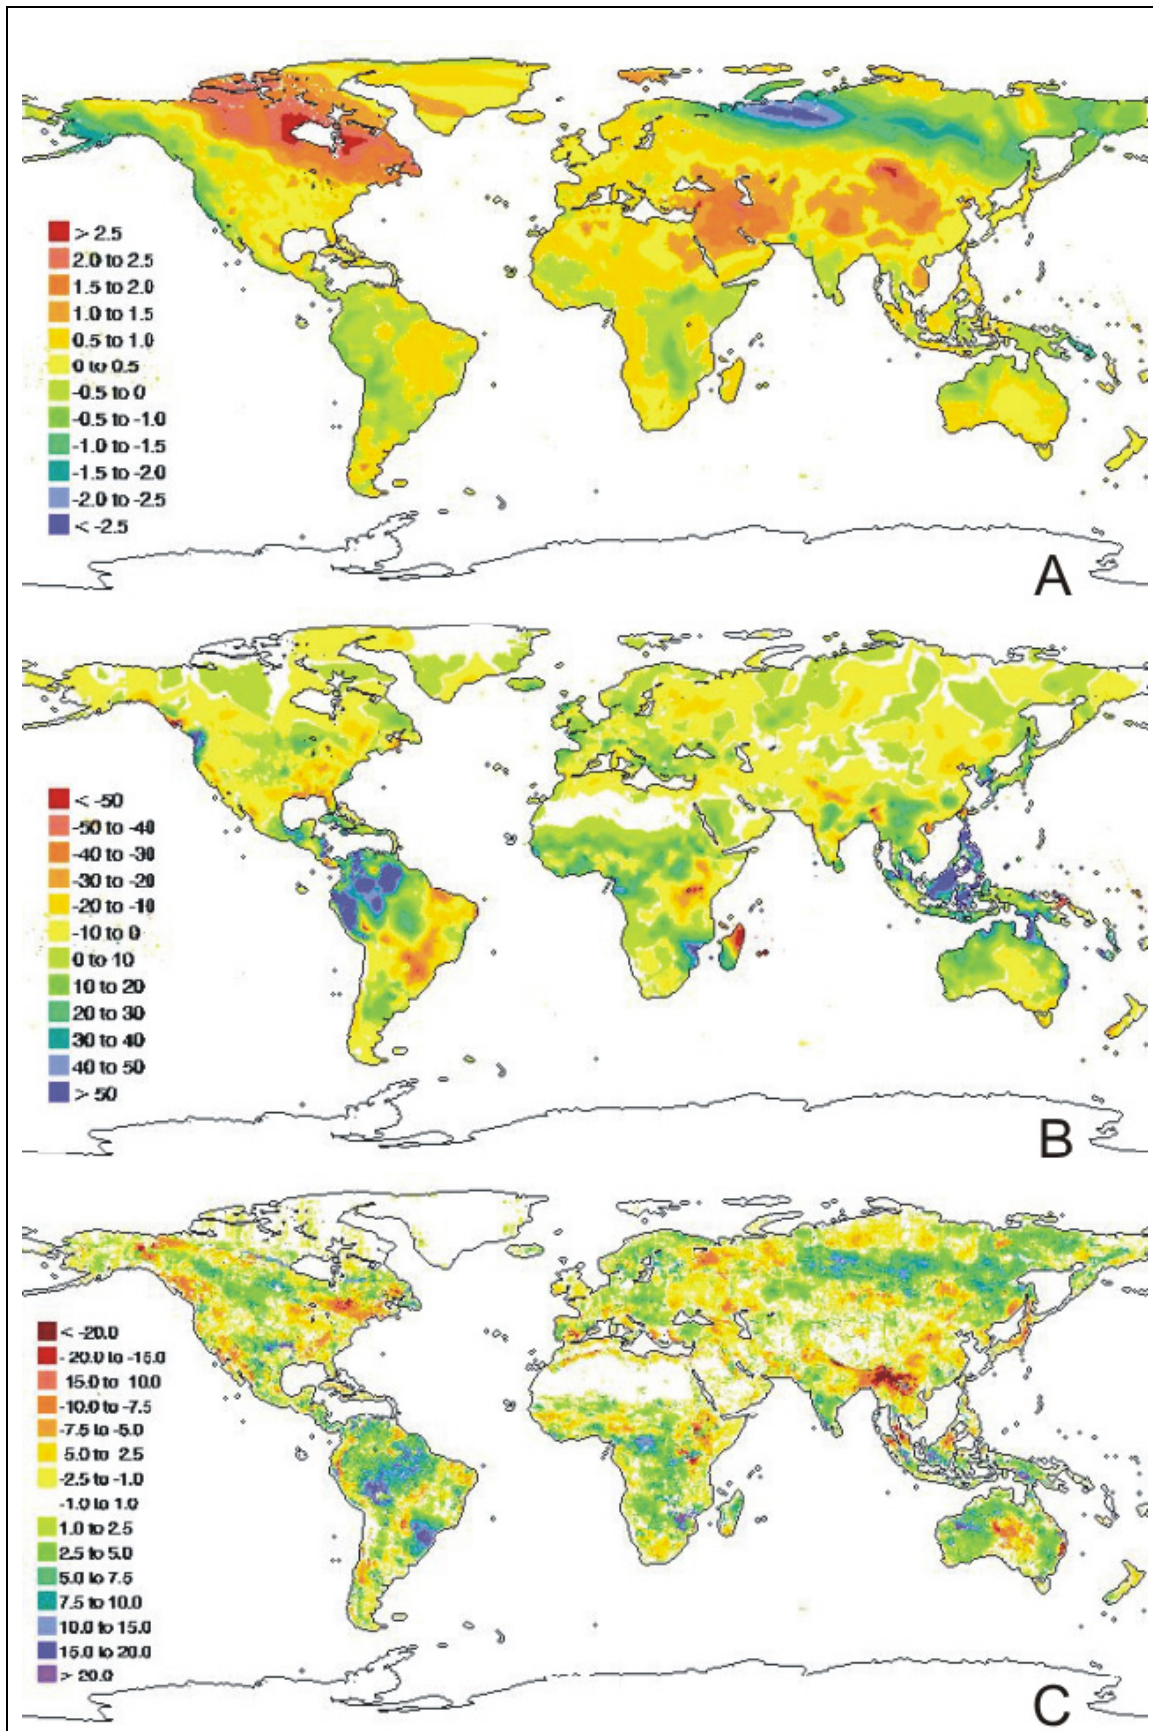 > 2.5
2.0 to 2.5
1.5 to 2.0
1.0 to 1.5
0.5 to 1.0
0 to 0.5
-0.5 to 0
-0.5 to -1.0
-1.0 to -1.5
-1.5 to -2.0
-2.0 to -2.5
< -2.5
A
< -50
-50 to -40
-40 to -30
-30 to -20
-20 to -10
-10 to 0
0 to 10
10 to 20
20 to 30
30 to 40
40 to 50
> 50
B
< -20.0
-20.0 to -15.0
15.0 to 10.0
-10.0 to -7.5
-7.5 to -5.0
5.0 to 2.5
-2.5 to -1.0
-1.0 to 1.0
1.0 to 2.5
2.5 to 5.0
5.0 to 7.5
7.5 to 10.0
10.0 to 15.0
15.0 to 20.0
> 20.0
C